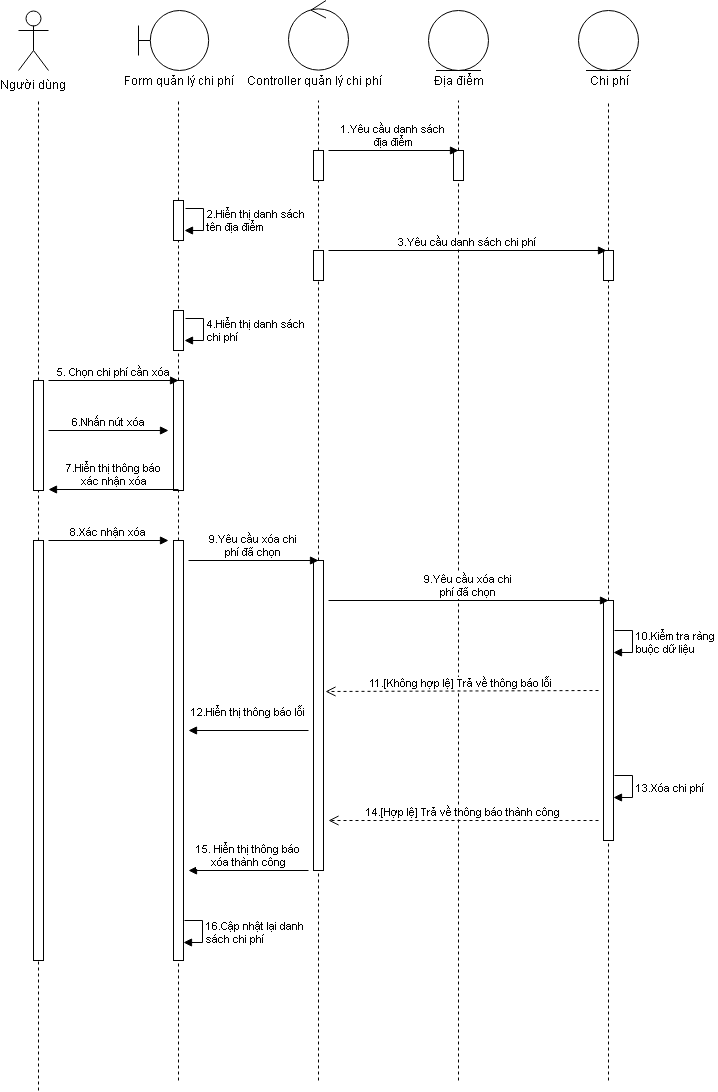 Người dùng
Form quản lý chi phí
Controller quản lý chi phí
Địa điểm
Chi phí
1.Yêu cầu danh sách
địa điểm
2.Hiển thị danh sách
tên địa điểm
3.Yêu cầu danh sách chi phí
4.Hiển thị danh sách
chi phí
5. Chọn chi phí cần xóa
6.Nhấn nút xóa
7.Hiển thị thông báo
xác nhận xóa
8.Xác nhận xóa
9.Yêu cầu xóa chi
phí đã chọn
9.Yêu cầu xóa chi
phí đã chọn
10.Kiểm tra ràng
buộc dữ liệu
11.[Không hợp lệ] Trả về thông báo lỗi
12.Hiển thị thông báo lỗi
13.Xóa chi phí
14.[Hợp lệ] Trả về thông báo thành công
15. Hiển thị thông báo
xóa thành công
16.Cập nhật lại danh
sách chi phí